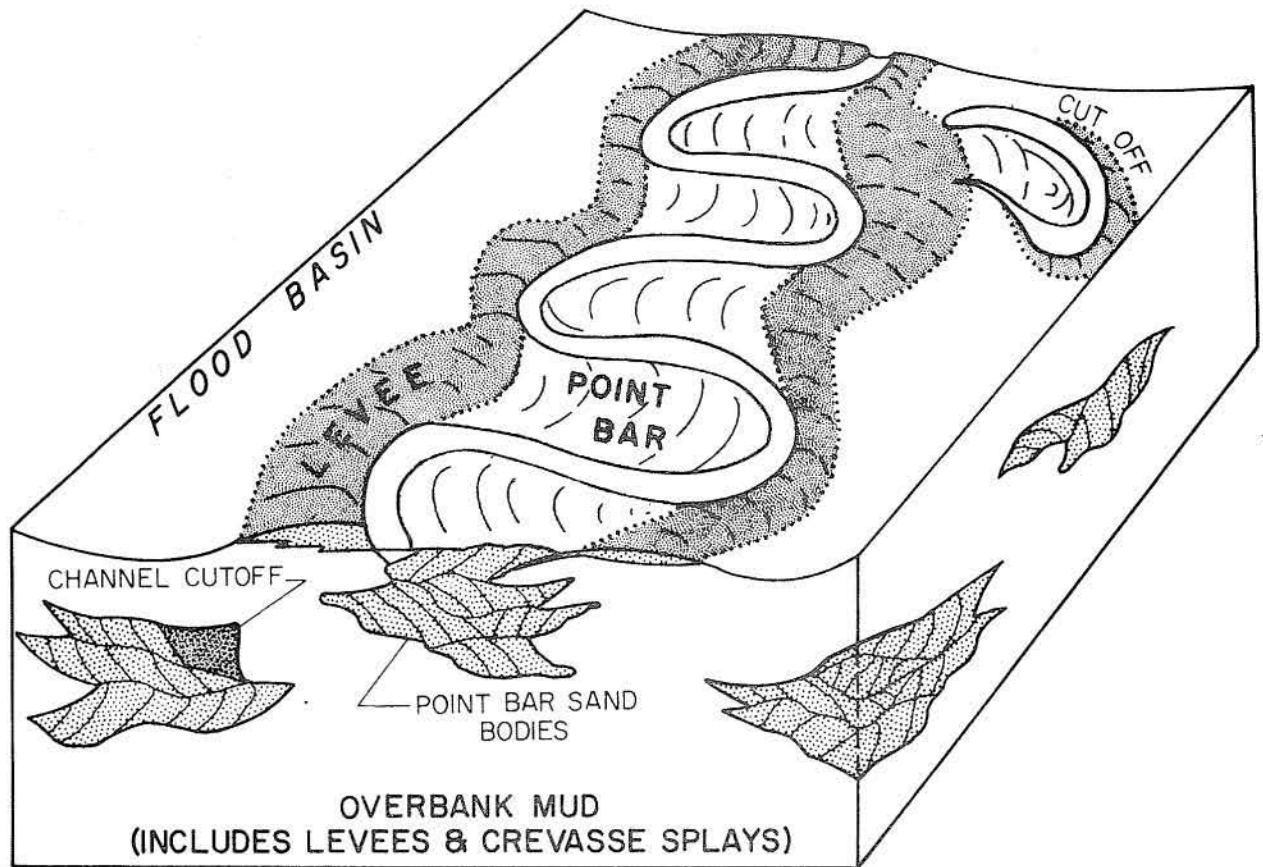 CUT OFF
FLOOD BASIN
LEVEE
POINT
BAR
CHANNEL CUTOFF
POINT BAR SAND
BODIES
OVERBANK MUD
(INCLUDES LEVEES & CREVASSE SPLAYS)